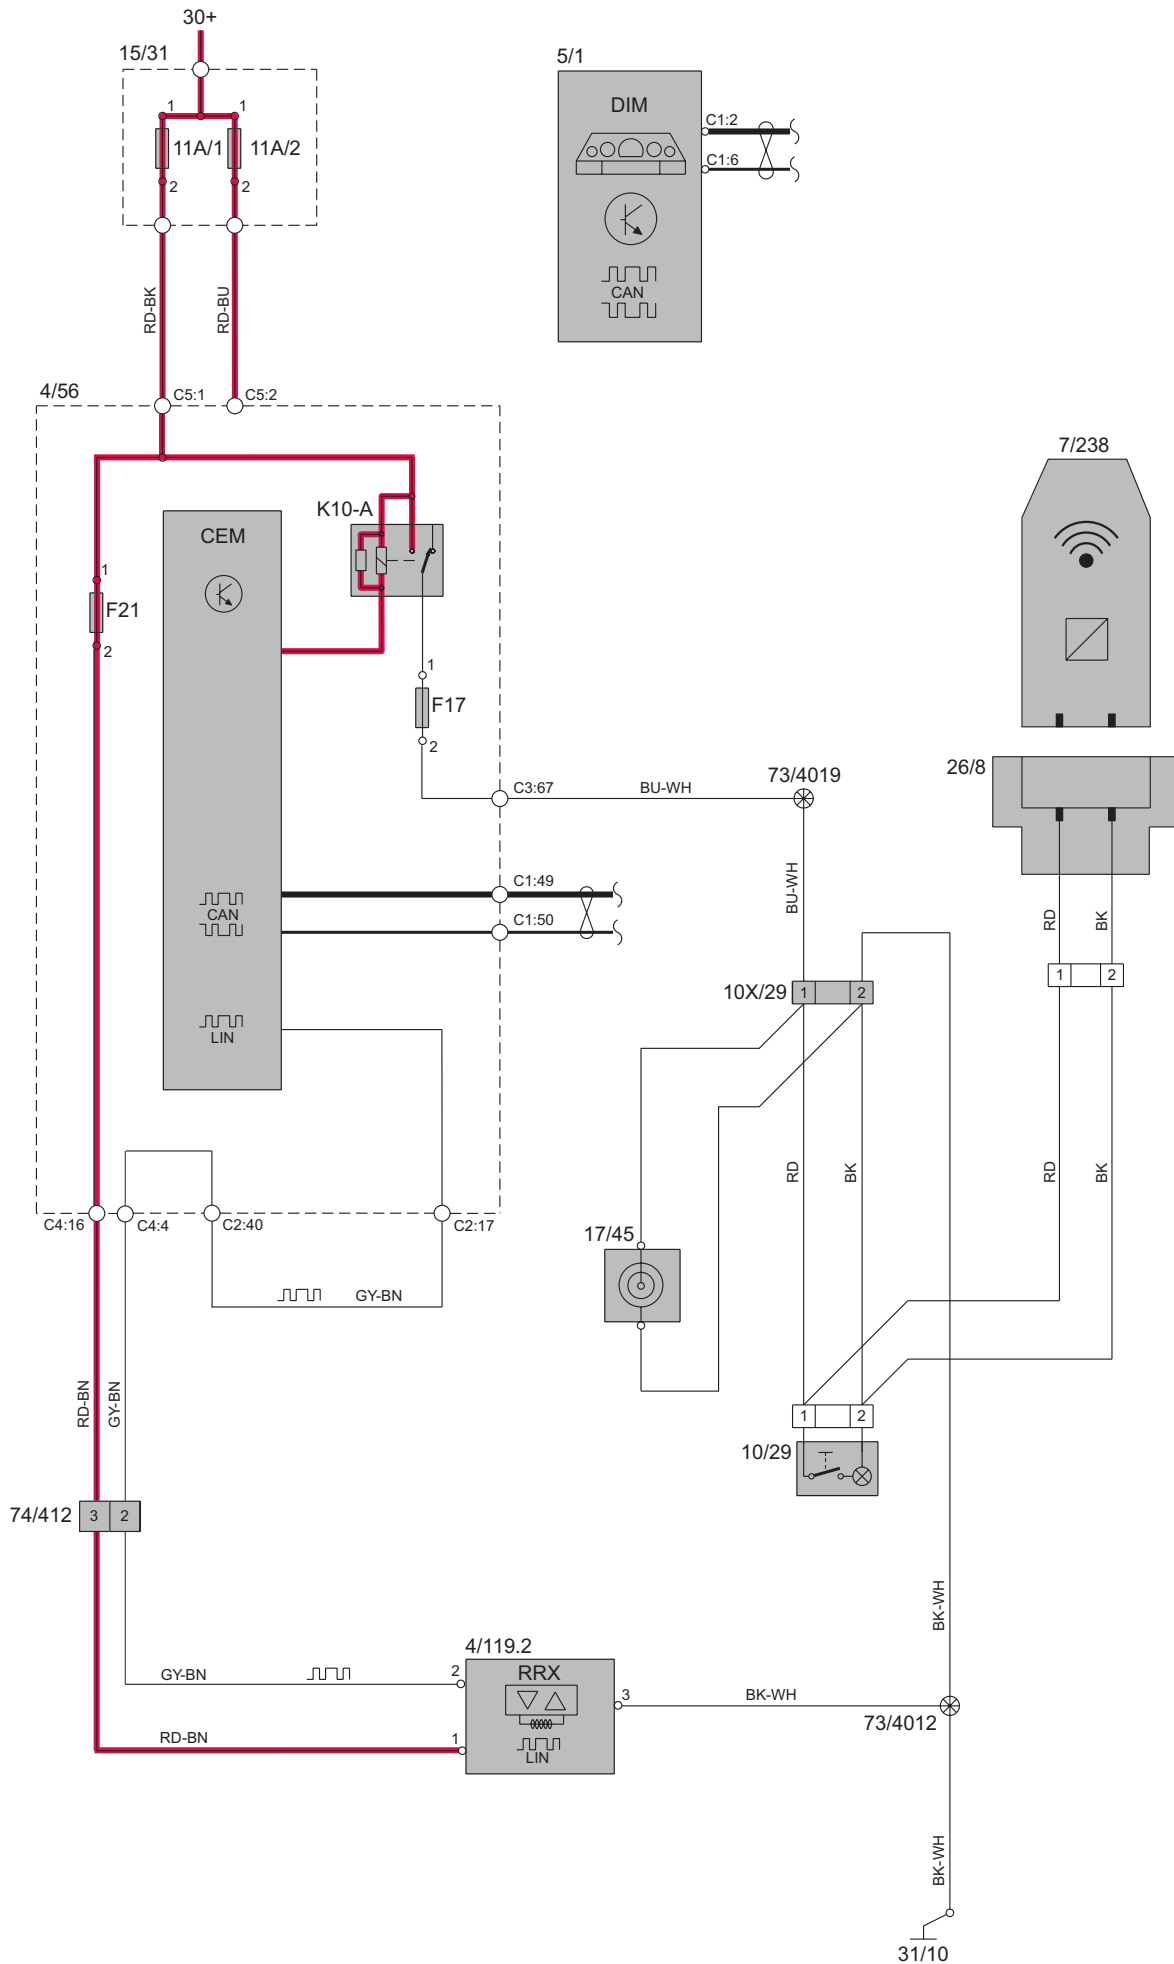 30+
15/31
1
1
11A/1
11A/2
2
2
RD-BK
RD-BU
5/1
DIM
C1:2
C1:6
CAN
4/56
C5:1
C5:2
K10-A
CEM
1
F21
2
1
F17
2
C3:67
BU-WH
73/4019
7/238
26/8
BU-WH
C1:49
CAN
C1:50
RD
BK
1
2
10X/29
1
2
LIN
RD
BK
RD
BK
C4:16
C4:4
C2:40
C2:17
GY-BN
17/45
RD-BN
GY-BN
1
2
10/29
74/412
3
2
BK-WH
4/119.2
GY-BN
2
RRX
3
BK-WH
73/4012
RD-BN
1
LIN
BK-WH
31/10